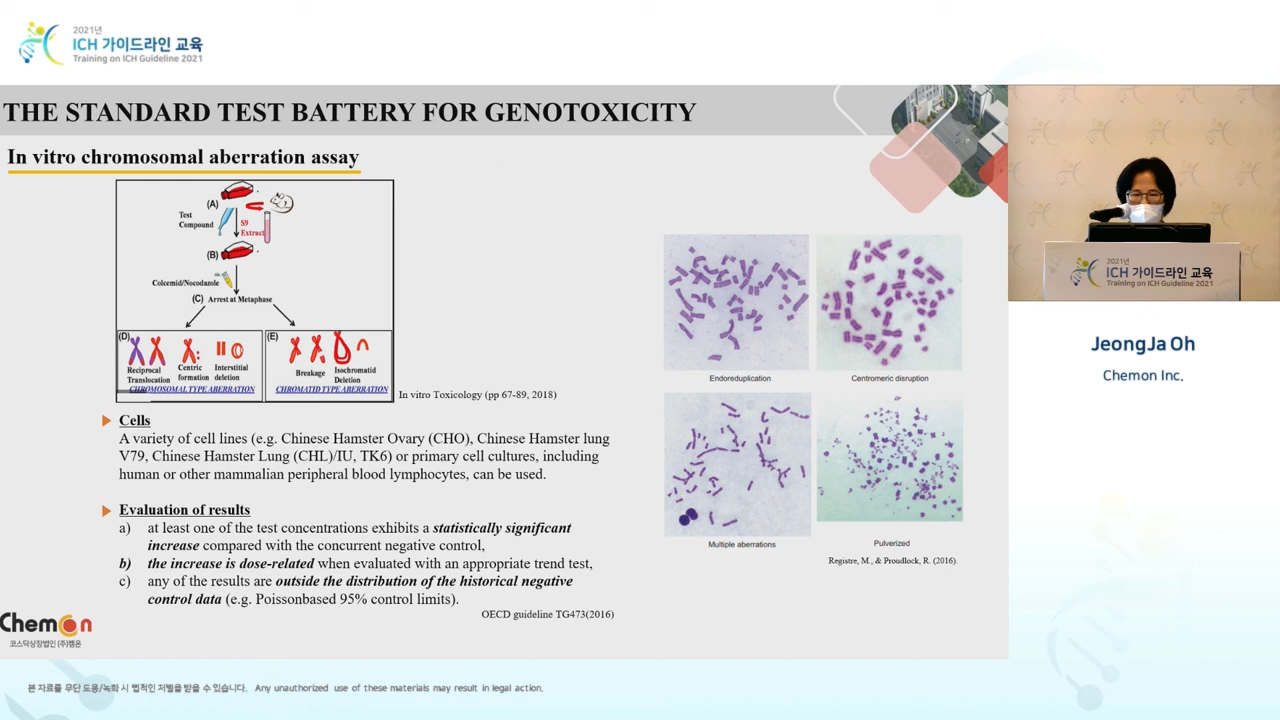 2021년
ICH 가이드라인 교육
Training on ICH Guideline 2021
THE STANDARD TEST BATTERY FOR GENOTOXICITY
In vitro chromosomal aberration assay
(A)
Test
Compound
S9
Extract
(B)
Colcemid/Nocodazole
(C) Arrest at Metaphase
(D)
Reciprocal
Translocation
Centric
formation
Interstitial
deletion
CHROMOSOMAL TYPE ABERRATION
(E)
Breakage
Isochromatid
Deletion
CHROMATID TYPE ABERRATION
In vitro Toxicology (pp 67-89, 2018)
Cells
A variety of cell lines (e.g. Chinese Hamster Ovary (CHO), Chinese Hamster lung
V79, Chinese Hamster Lung (CHL)/IU, TK6) or primary cell cultures, including
human or other mammalian peripheral blood lymphocytes, can be used.
Evaluation of results
a) at least one of the test concentrations exhibits a statistically significant
increase compared with the concurrent negative control,
b) the increase is dose-related when evaluated with an appropriate trend test,
c) any of the results are outside the distribution of the historical negative
control data (e.g. Poissonbased 95% control limits).
OECD guideline TG473(2016)
Endoreduplication
Centromeric disruption
Multiple aberrations
Pulverized
Registre, M., & Proudlock, R. (2016).
Chemon
코스닥상장법인 (주)켐온
2021년
ICH 가이드라인 교육
Training on ICH Guideline 2021
JeongJa Oh
Chemon Inc.
본 자료를 무단 도용/녹화 시 법적인 처벌을 받을 수 있습니다. Any unauthorized use of these materials may result in legal action.